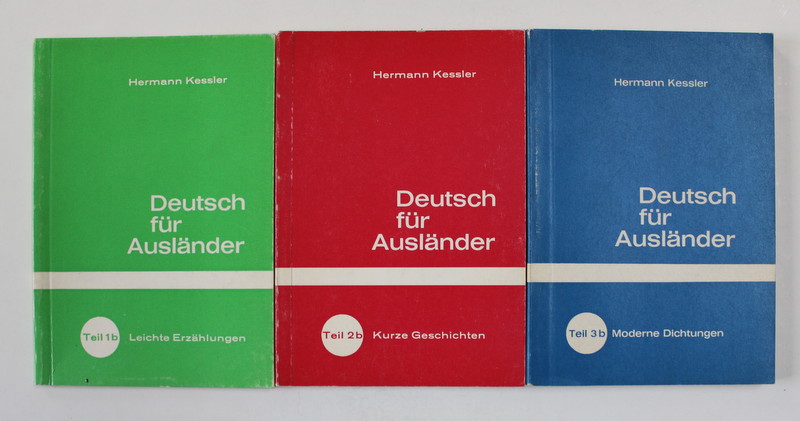 Hermann Kessler
Deutsch
für
Ausländer
Teil 1b
Leichte Erzählungen
Hermann Kessler
Deutsch
für
Ausländer
Teil 2b
Kurze Geschichten
Hermann Kessler
Deutsch
für
Ausländer
Teil 3b
Moderne Dichtungen